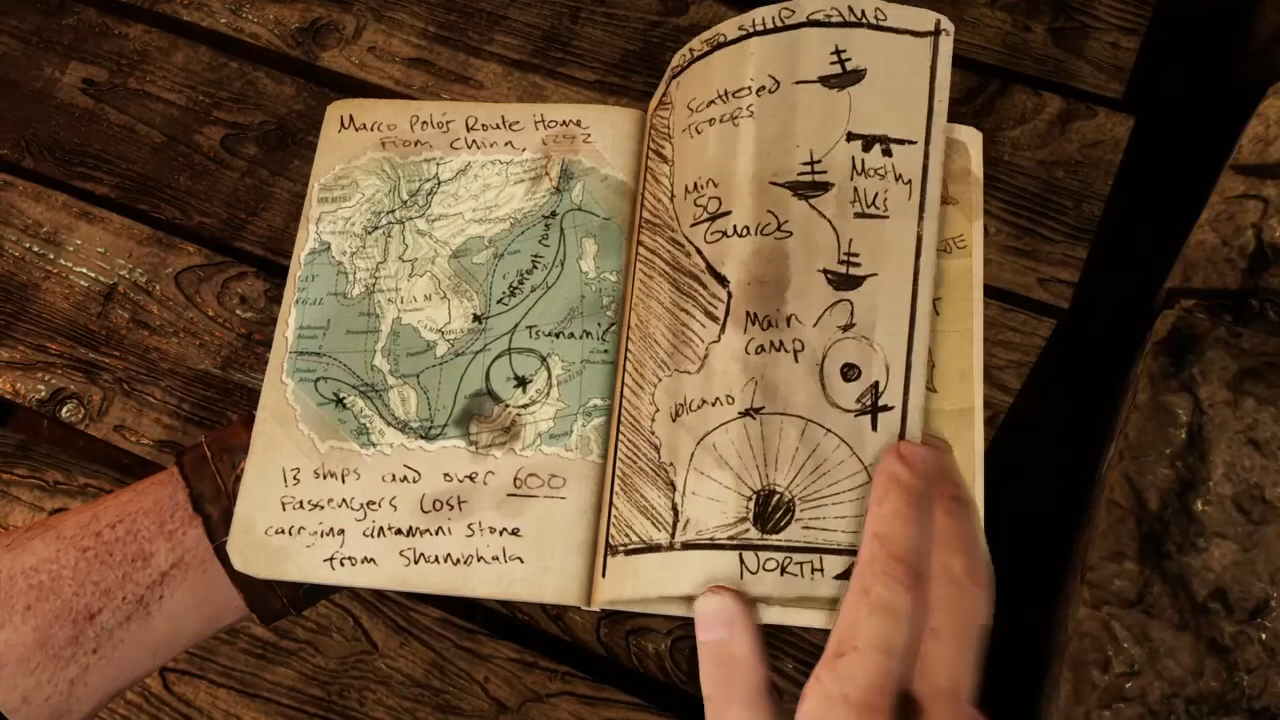 Marco Polo's Route Home
From China, 1292
SIAM
CAMBODIA
Different route
Tsunami
13 ships and over 600
Passengers Lost
carrying cintamani Stone
from Shambhala
SHIP CAMP
Scattered
Troops
Mostly
AK's
Min
50
Guards
Main
Camp
Volcano
NORTH